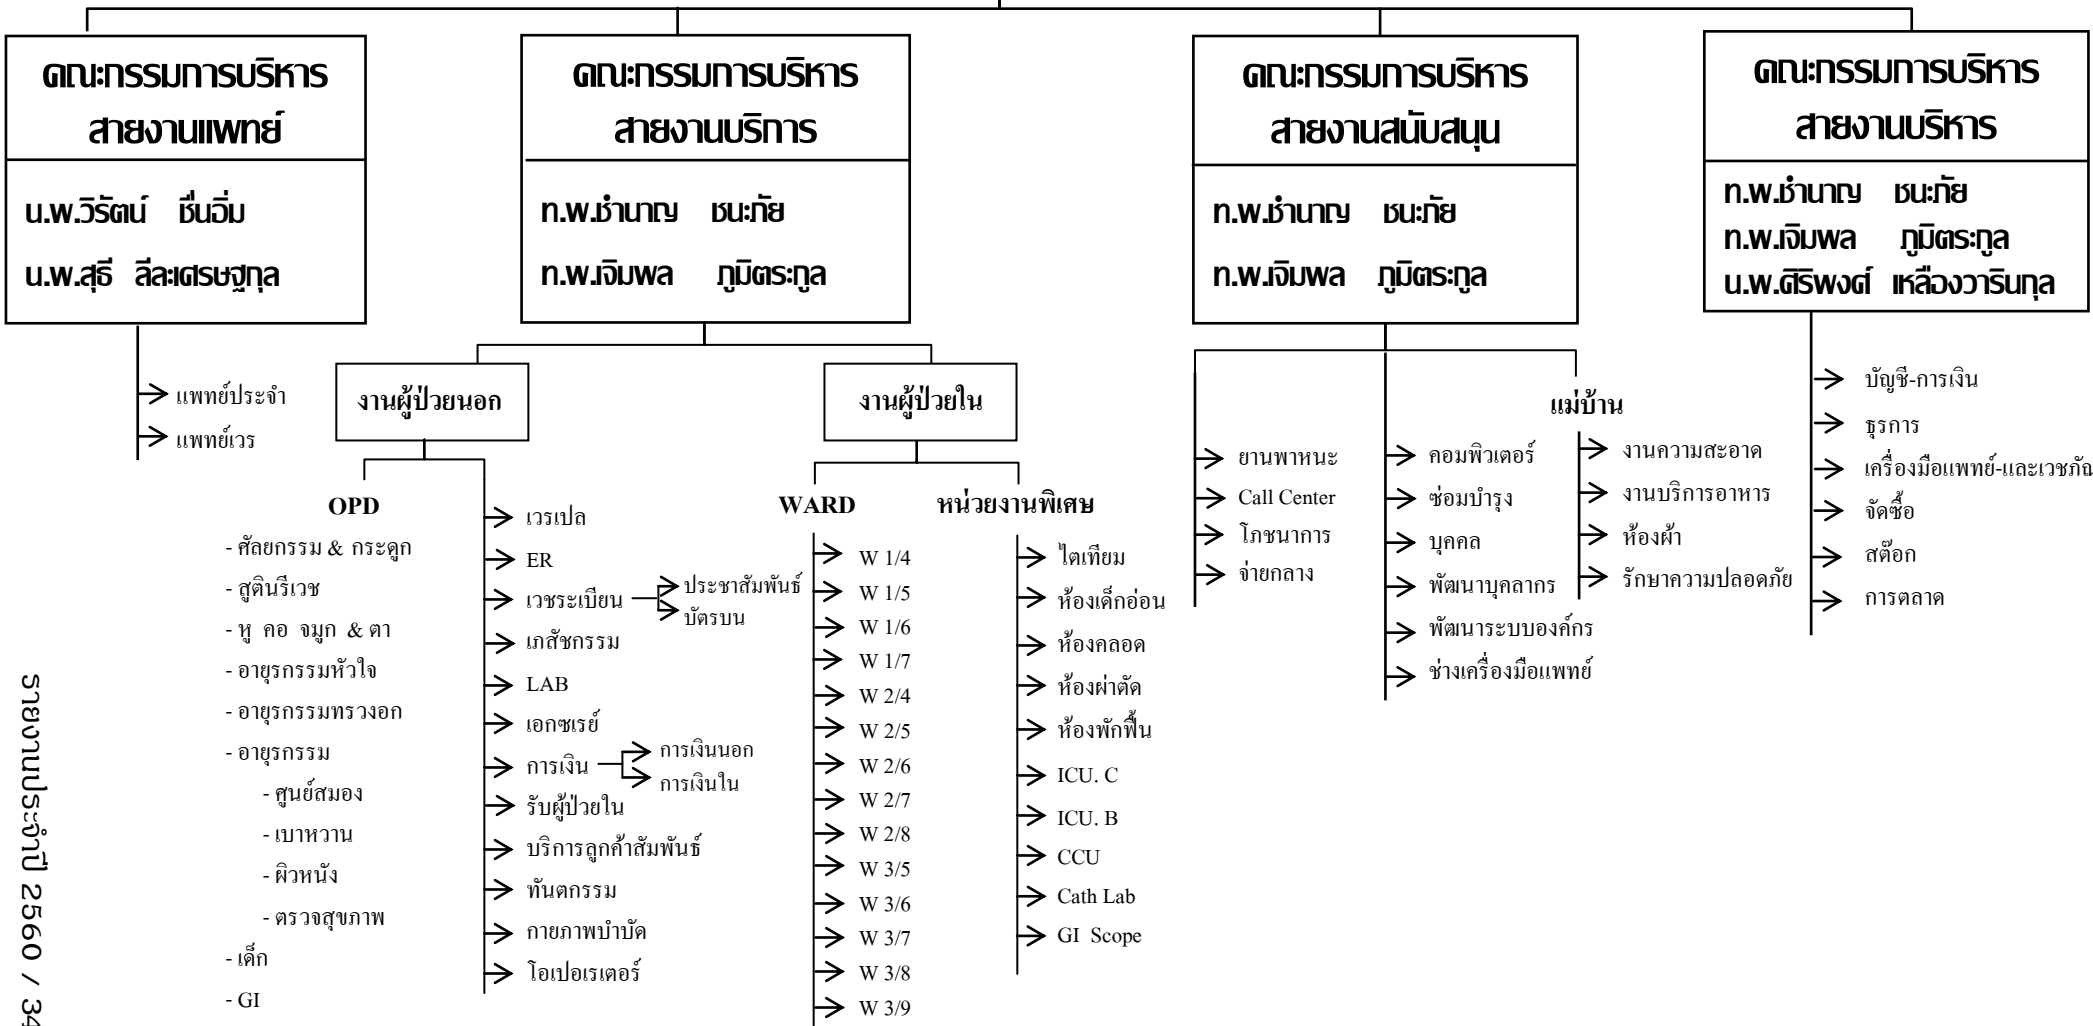 คณะกรรมการบริหาร
สายงานแพทย์
น.พ.วิรัตน์ ชื่นอิ่ม
น.พ.สุธี ลีละเศรษฐกุล
แพทย์ประจำ
แพทย์เวร
คณะกรรมการบริหาร
สายงานบริการ
ท.พ.ชำนาญ ชนะภัย
ท.พ.เจิมพล ภูมิตระกูล
งานผู้ป่วยนอก
OPD
- ศัลยกรรม & กระดูก
- สูตินรีเวช
- หู คอ จมูก & ตา
- อายุรกรรมหัวใจ
- อายุรกรรมทรวงอก
- อายุรกรรม
- ศูนย์สมอง
- เบาหวาน
- ผิวหนัง
- ตรวจสุขภาพ
- เด็ก
- GI
เวรเปล
ER
เวชระเบียน
ประชาสัมพันธ์
บัตรบน
เภสัชกรรม
LAB
เอกซเรย์
การเงิน
การเงินนอก
การเงินใน
รับผู้ป่วยใน
บริการลูกค้าสัมพันธ์
ทันตกรรม
กายภาพบำบัด
โอเปอเรเตอร์
งานผู้ป่วยใน
WARD
W 1/4
W 1/5
W 1/6
W 1/7
W 2/4
W 2/5
W 2/6
W 2/7
W 2/8
W 3/5
W 3/6
W 3/7
W 3/8
W 3/9
หน่วยงานพิเศษ
ไตเทียม
ห้องเด็กอ่อน
ห้องคลอด
ห้องผ่าตัด
ห้องพักฟื้น
ICU. C
ICU. B
CCU
Cath Lab
GI Scope
คณะกรรมการบริหาร
สายงานสนับสนุน
ท.พ.ชำนาญ ชนะภัย
ท.พ.เจิมพล ภูมิตระกูล
ยานพาหนะ
Call Center
โภชนาการ
จ่ายกลาง
คอมพิวเตอร์
ซ่อมบำรุง
บุคคล
พัฒนาบุคลากร
พัฒนาระบบองค์กร
ช่างเครื่องมือแพทย์
แม่บ้าน
งานความสะอาด
งานบริการอาหาร
ห้องผ้า
รักษาความปลอดภัย
คณะกรรมการบริหาร
สายงานบริหาร
ท.พ.ชำนาญ ชนะภัย
ท.พ.เจิมพล ภูมิตระกูล
น.พ.ศิริพงศ์ เหลืองวารินกุล
บัญชี-การเงิน
ธุรการ
เครื่องมือแพทย์-และเวชภัณ
จัดซื้อ
สต๊อก
การตลาด
รายงานประจำปี 2560 / 34